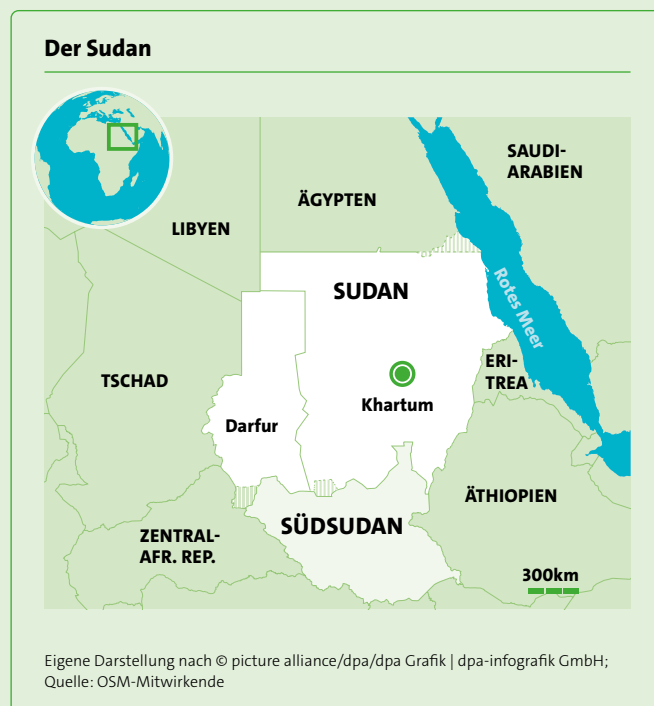 Der Sudan
SAUDI-
ARABIEN
ÄGYPTEN
LIBYEN
SUDAN
Rotes Meer
ERI-
TREA
TSCHAD
Khartum
Darfur
ÄTHIOPIEN
SÜDSUDAN
ZENTRAL-
AFR. REP.
300km
Eigene Darstellung nach © picture alliance/dpa/dpa Grafik | dpa-infografik GmbH;
Quelle: OSM-Mitwirkende